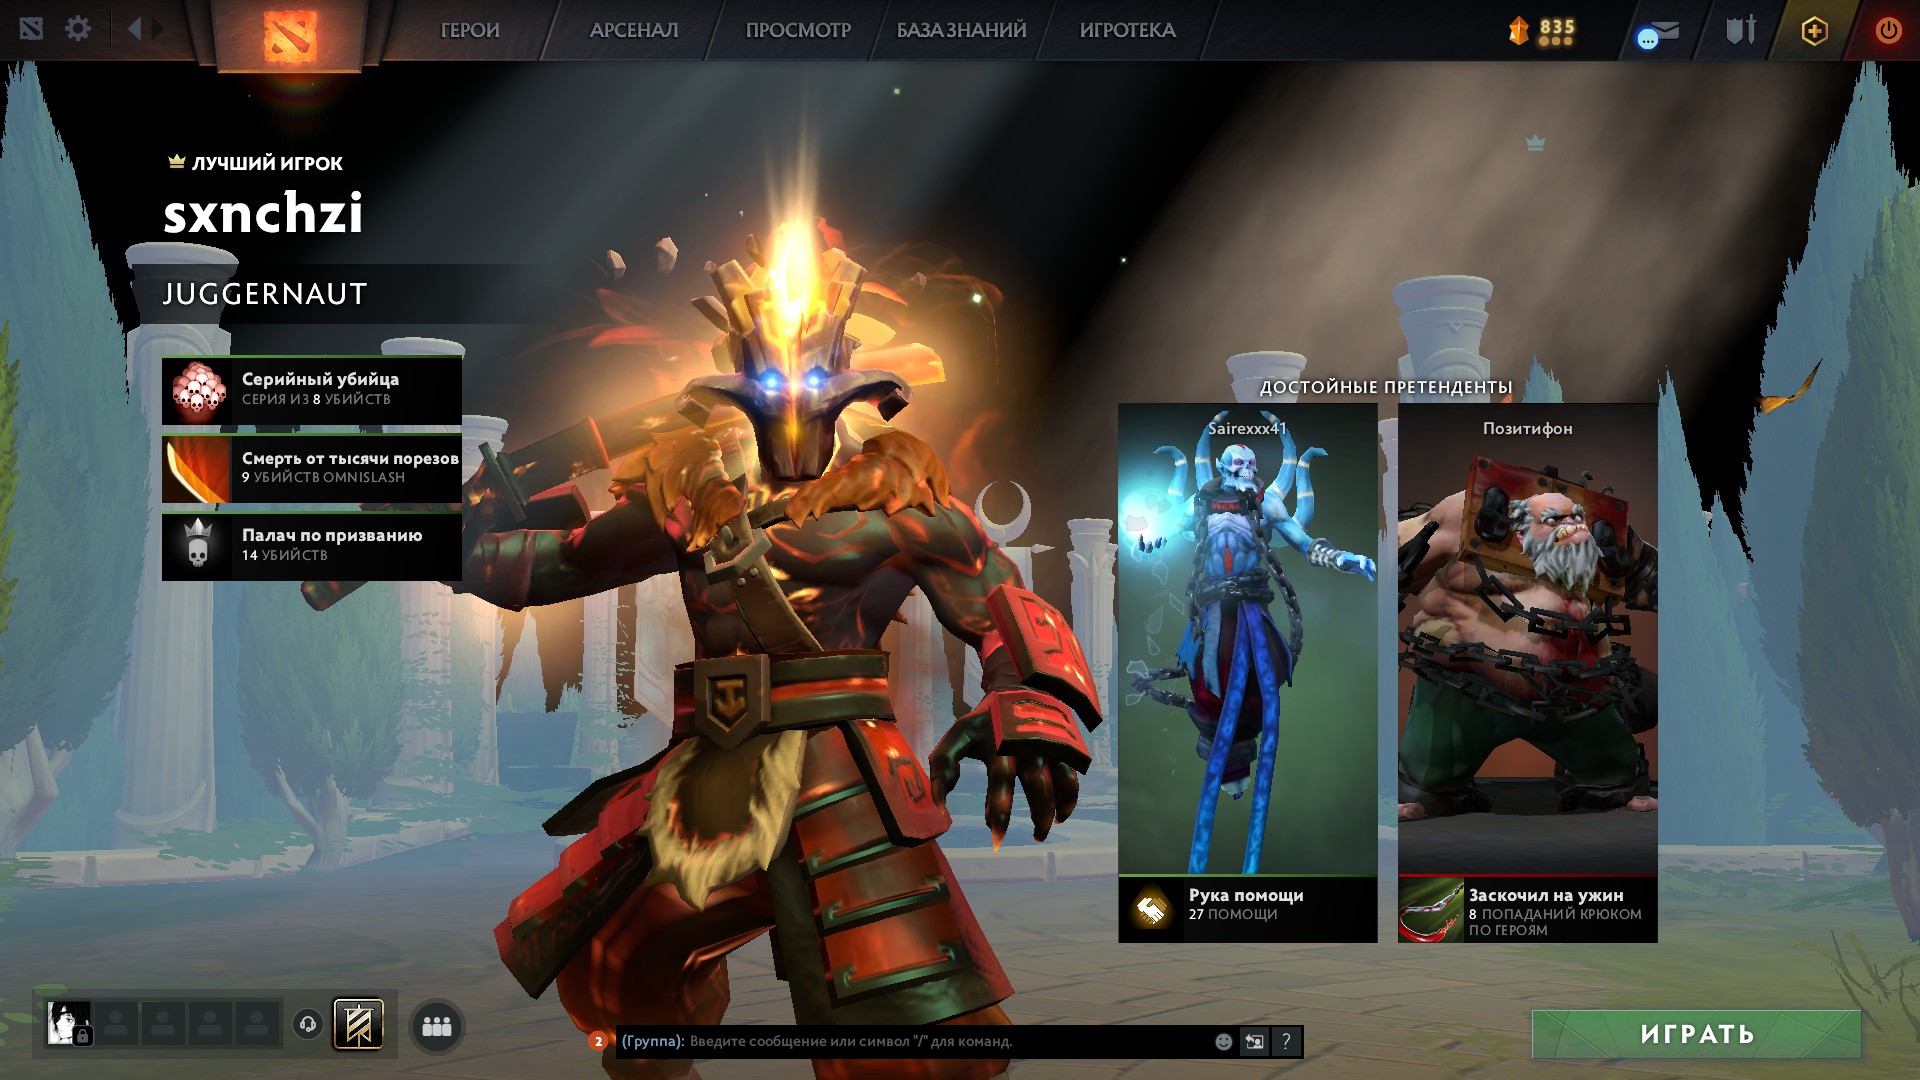 ГЕРОИ
АРСЕНАЛ
ПРОСМОТР
БАЗА ЗНАНИЙ
ИГРОТЕКА
835
ЛУЧШИЙ ИГРОК
sxnchzi
JUGGERNAUT
Серийный убийца
СЕРИЯ ИЗ 8 УБИЙСТВ
Смерть от тысячи порезов
9 УБИЙСТВ OMNISLASH
Палач по призванию
14 УБИЙСТВ
ДОСТОЙНЫЕ ПРЕТЕНДЕНТЫ
Sairexxx41
Позитифон
Рука помощи
27 ПОМОЩИ
Заскочил на ужин
8 ПОПАДАНИЙ КРЮКОМ
ПО ГЕРОЯМ
2
(Группа): Введите сообщение или символ "/" для команд.
?
ИГРАТЬ